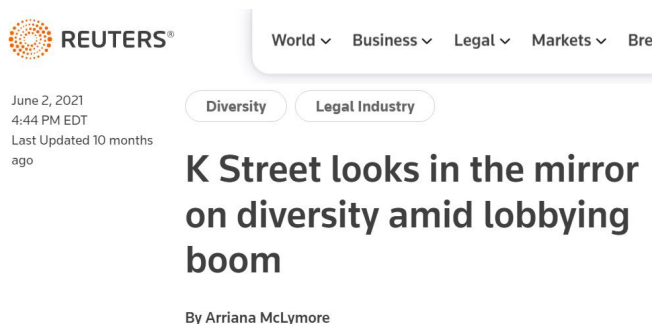 REUTERS®
World Business Legal Markets Bre
June 2, 2021
4:44 PM EDT
Last Updated 10 months
ago
Diversity Legal Industry
K Street looks in the mirror
on diversity amid lobbying
boom
By Arriana McLymore